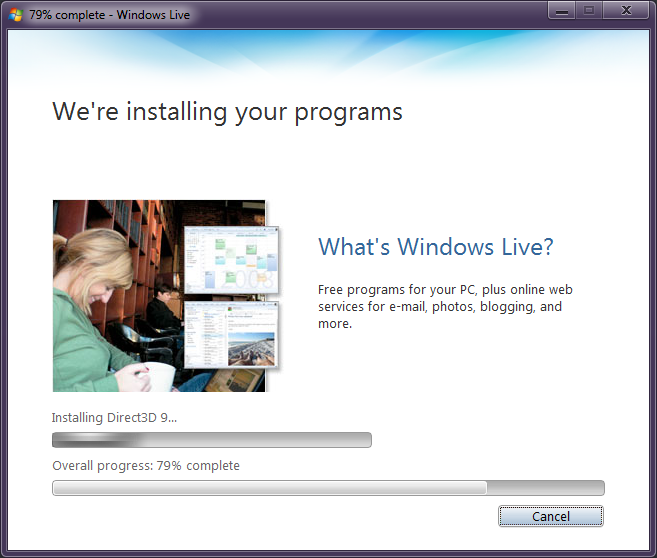 79% complete - Windows Live
We're installing your programs
What's Windows Live?
Free programs for your PC, plus online web
services for e-mail, photos, blogging, and
more.
Installing Direct3D 9...
Overall progress: 79% complete
Cancel